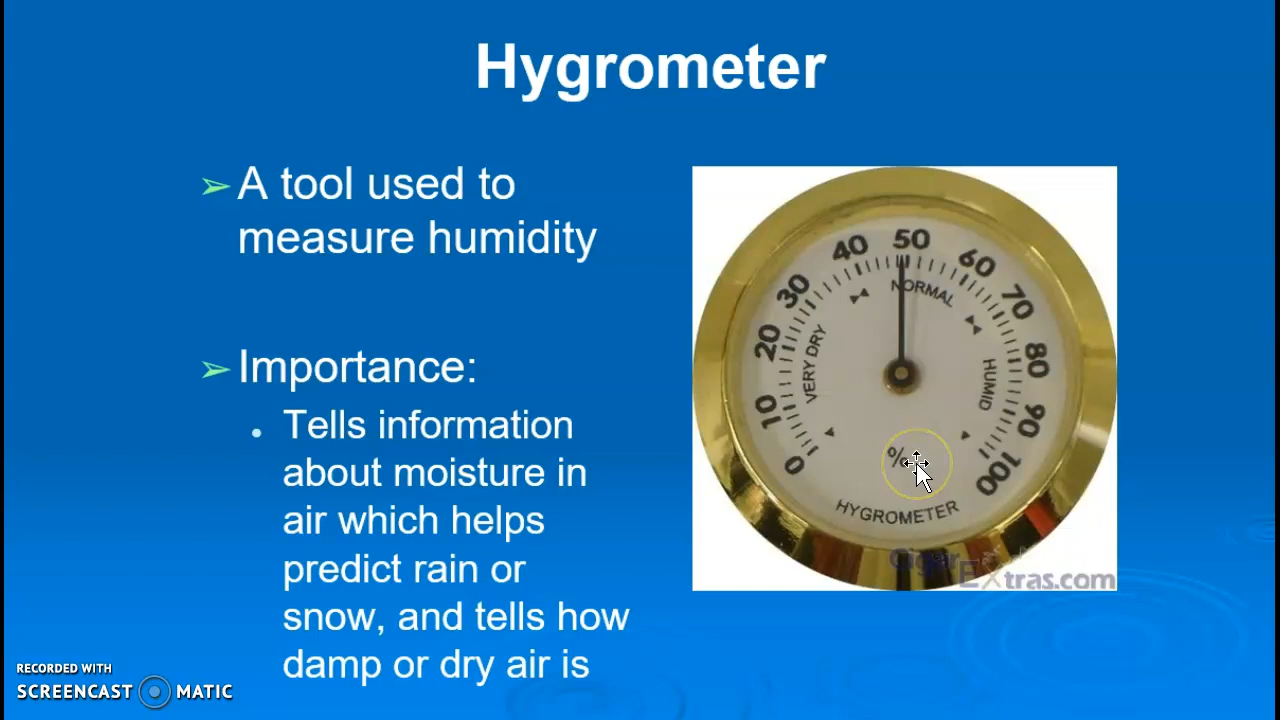 Hygrometer
➢ A tool used to
measure humidity
➢ Importance:
• Tells information
about moisture in
air which helps
predict rain or
snow, and tells how
damp or dry air is
0
10
20
30
40
50
60
70
80
90
100
VERY DRY
NORMAL
HUMID
%
HYGROMETER
CigarExtras.com
RECORDED WITH
SCREENCAST MATIC